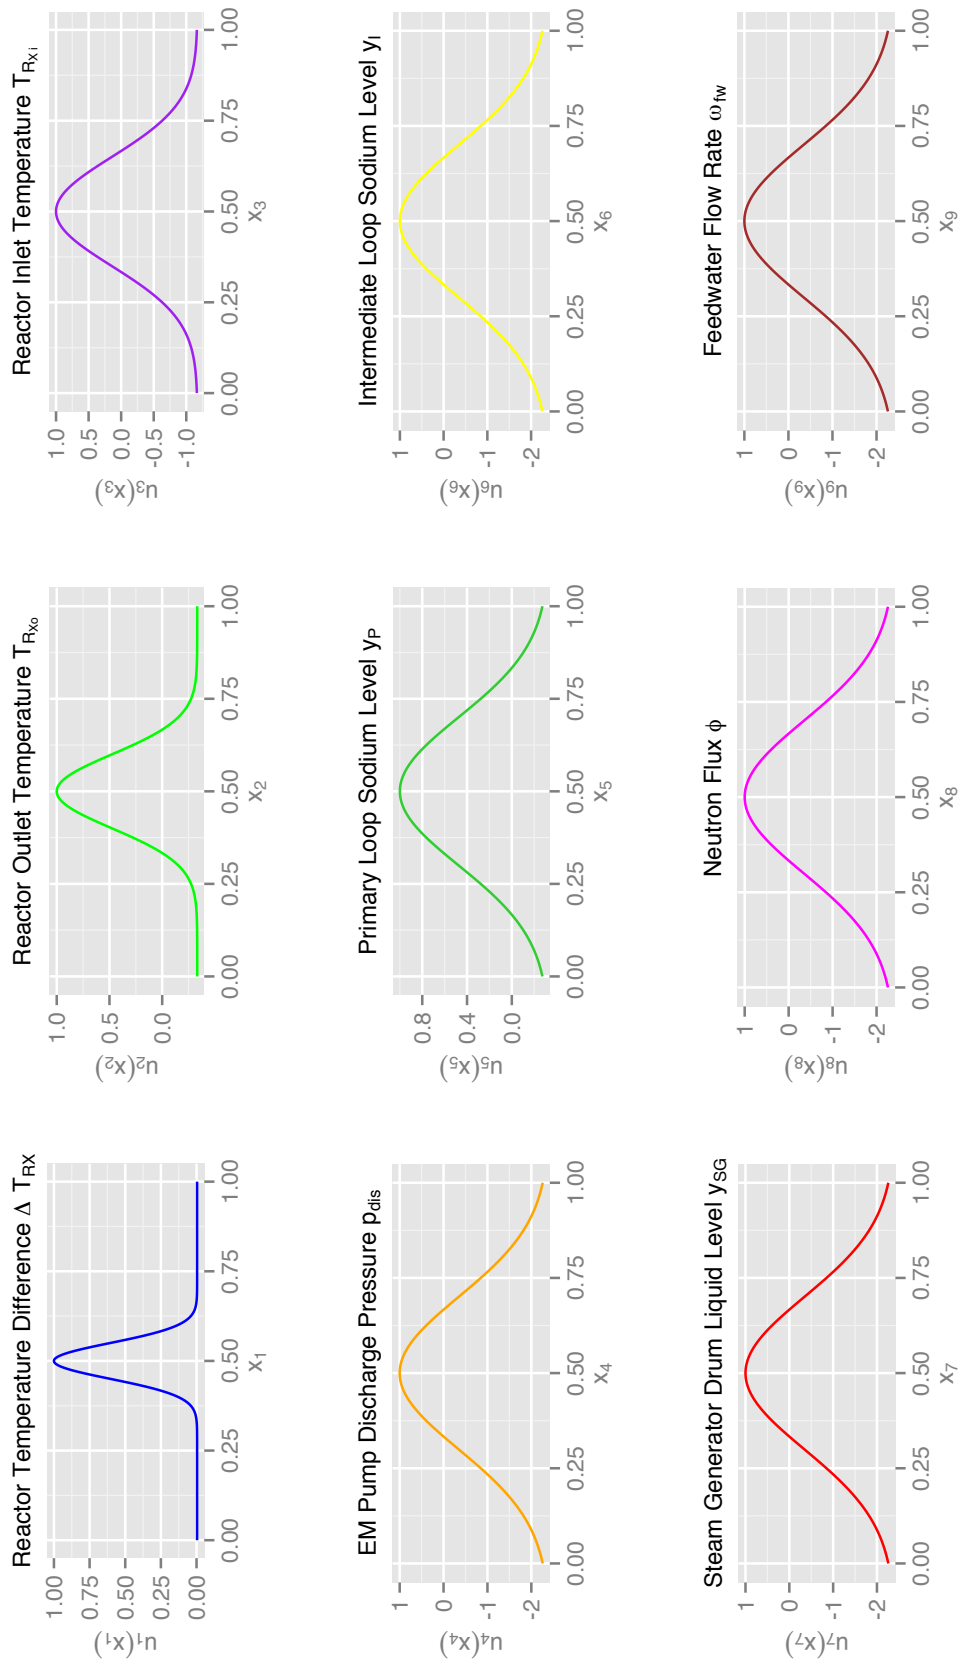 Reactor Temperature Difference Δ T_RX
u₁(x₁)
1.00
0.75
0.50
0.25
0.00
0.00 0.25 0.50 0.75 1.00
x₁
Reactor Outlet Temperature T_Rxo
u₂(x₂)
1.0
0.5
0.0
0.00 0.25 0.50 0.75 1.00
x₂
Reactor Inlet Temperature T_Rxi
u₃(x₃)
1.0
0.5
0.0
-0.5
-1.0
0.00 0.25 0.50 0.75 1.00
x₃
EM Pump Discharge Pressure p_dis
u₄(x₄)
1
0
-1
-2
0.00 0.25 0.50 0.75 1.00
x₄
Primary Loop Sodium Level y_P
u₅(x₅)
0.8
0.4
0.0
0.00 0.25 0.50 0.75 1.00
x₅
Intermediate Loop Sodium Level y_I
u₆(x₆)
1
0
-1
-2
0.00 0.25 0.50 0.75 1.00
x₆
Steam Generator Drum Liquid Level y_SG
u₇(x₇)
1
0
-1
-2
0.00 0.25 0.50 0.75 1.00
x₇
Neutron Flux ϕ
u₈(x₈)
1
0
-1
-2
0.00 0.25 0.50 0.75 1.00
x₈
Feedwater Flow Rate ω_fw
u₉(x₉)
1
0
-1
-2
0.00 0.25 0.50 0.75 1.00
x₉